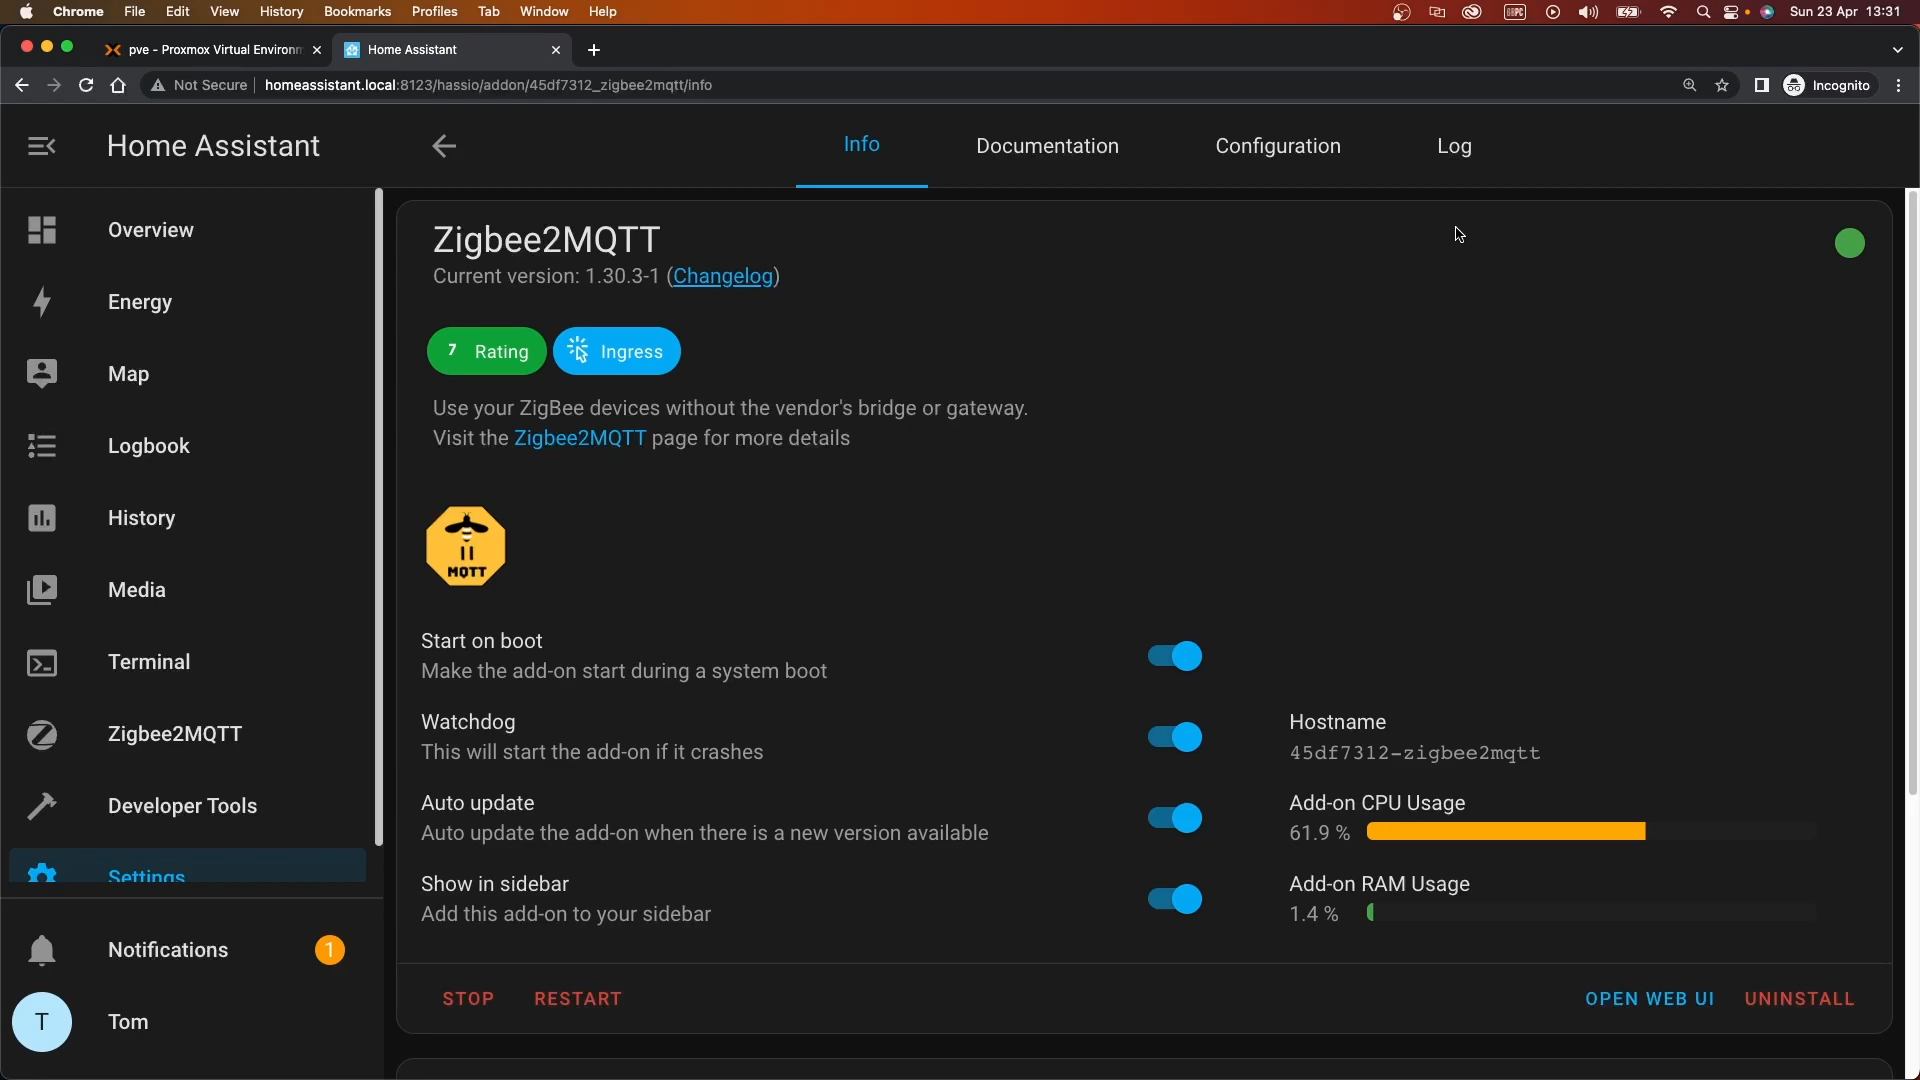 Chrome File Edit View History Bookmarks Profiles Tab Window Help Sun 23 Apr 13:31
pve - Proxmox Virtual Environm Home Assistant
Not Secure homeassistant.local:8123/hassio/addon/45df7312_zigbee2mqtt/info Incognito
Home Assistant
Info Documentation Configuration Log
Overview
Energy
Map
Logbook
History
Media
Terminal
Zigbee2MQTT
Developer Tools
Settings
Notifications 1
T Tom
Zigbee2MQTT
Current version: 1.30.3-1 (Changelog)
7 Rating Ingress
Use your ZigBee devices without the vendor's bridge or gateway.
Visit the Zigbee2MQTT page for more details
MQTT
Start on boot
Make the add-on start during a system boot
Watchdog
This will start the add-on if it crashes
Auto update
Auto update the add-on when there is a new version available
Show in sidebar
Add this add-on to your sidebar
Hostname
45df7312-zigbee2mqtt
Add-on CPU Usage
61.9 %
Add-on RAM Usage
1.4 %
STOP RESTART OPEN WEB UI UNINSTALL